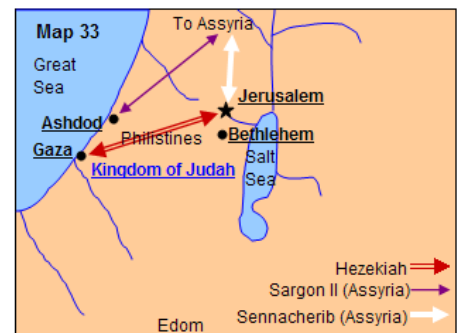 Map 33
To Assyria
Great
Sea
Jerusalem
Ashdod
Philistines
Bethlehem
Gaza
Salt
Sea
Kingdom of Judah
Hezekiah
Sargon II (Assyria)
Sennacherib (Assyria)
Edom